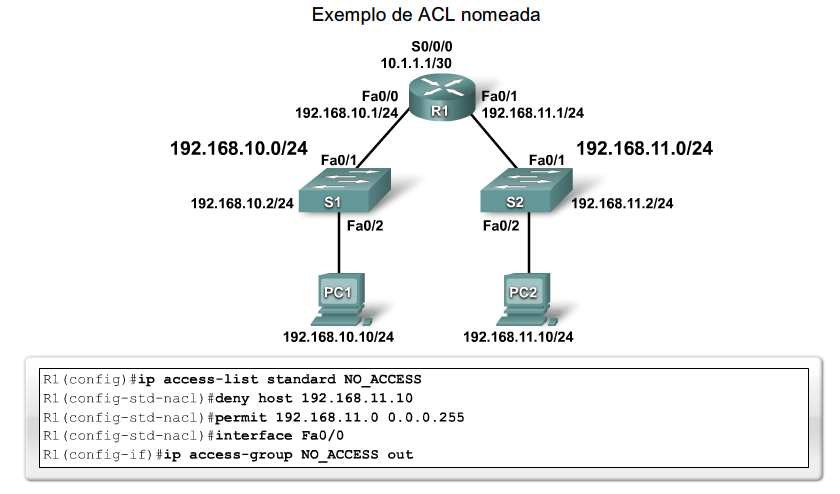 Exemplo de ACL nomeada
S0/0/0
10.1.1.1/30
Fa0/0
192.168.10.1/24
R1
Fa0/1
192.168.11.1/24
192.168.10.0/24
192.168.11.0/24
Fa0/1
Fa0/1
192.168.10.2/24
S1
S2
192.168.11.2/24
Fa0/2
Fa0/2
PC1
PC2
192.168.10.10/24
192.168.11.10/24
R1(config)#ip access-list standard NO_ACCESS
R1(config-std-nacl)#deny host 192.168.11.10
R1(config-std-nacl)#permit 192.168.11.0 0.0.0.255
R1(config-std-nacl)#interface Fa0/0
R1(config-if)#ip access-group NO_ACCESS out